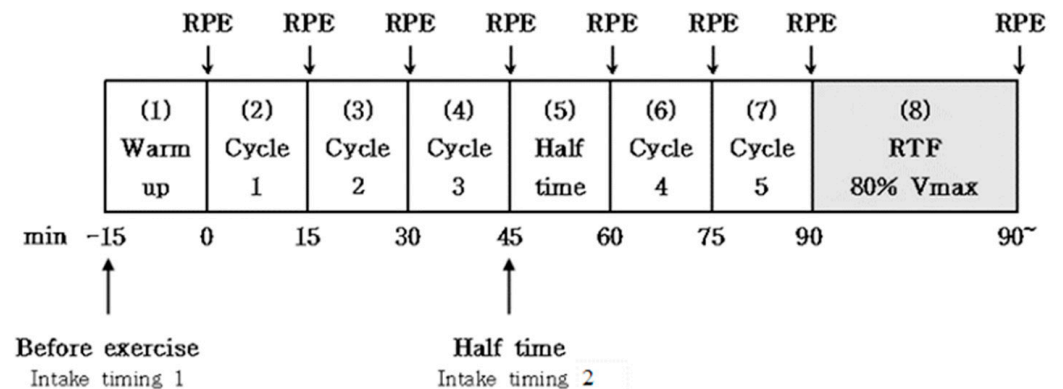 RPE RPE RPE RPE RPE RPE RPE RPE
(1) (2) (3) (4) (5) (6) (7) (8)
Warm Cycle Cycle Cycle Half Cycle Cycle RTF
up 1 2 3 time 4 5 80% Vmax
min -15 0 15 30 45 60 75 90 90~
Before exercise Half time
Intake timing 1 Intake timing 2